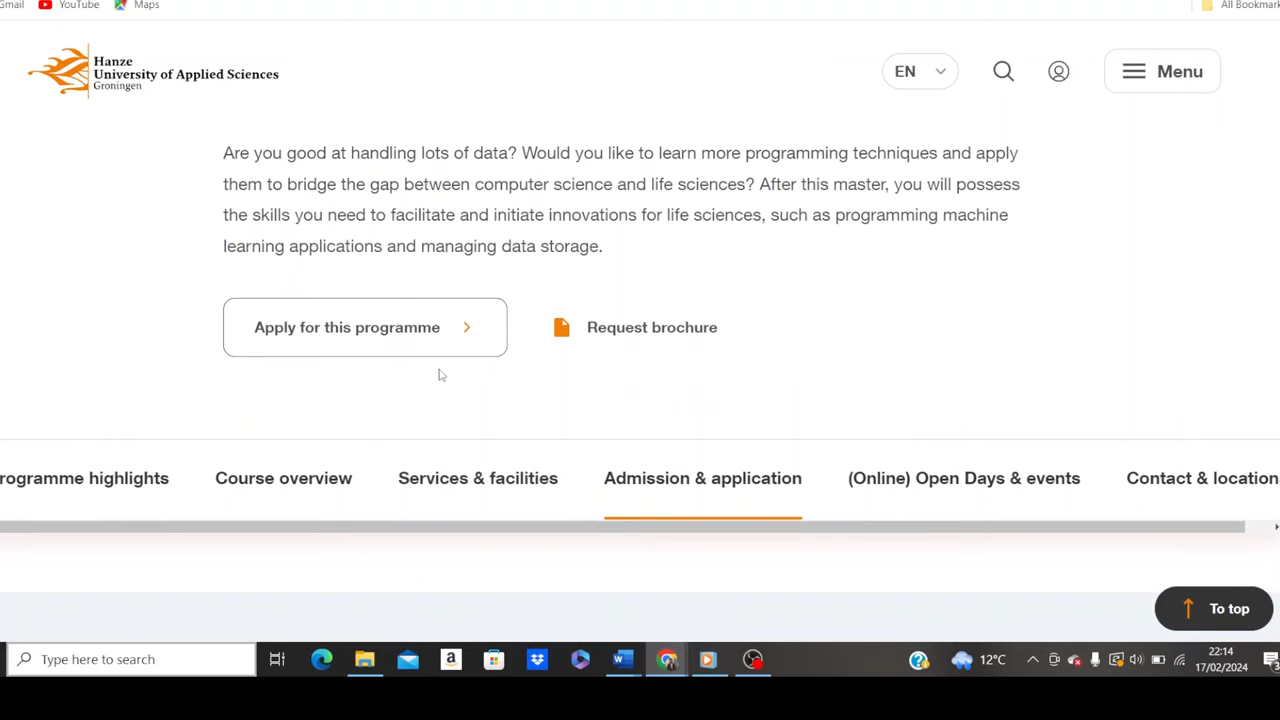 Gmail
YouTube
Maps
All Bookmark
Hanze
University of Applied Sciences
Groningen
EN
Menu
Are you good at handling lots of data? Would you like to learn more programming techniques and apply
them to bridge the gap between computer science and life sciences? After this master, you will possess
the skills you need to facilitate and initiate innovations for life sciences, such as programming machine
learning applications and managing data storage.
Apply for this programme
Request brochure
rogramme highlights
Course overview
Services & facilities
Admission & application
(Online) Open Days & events
Contact & location
To top
Type here to search
12°C
22:14
17/02/2024
3